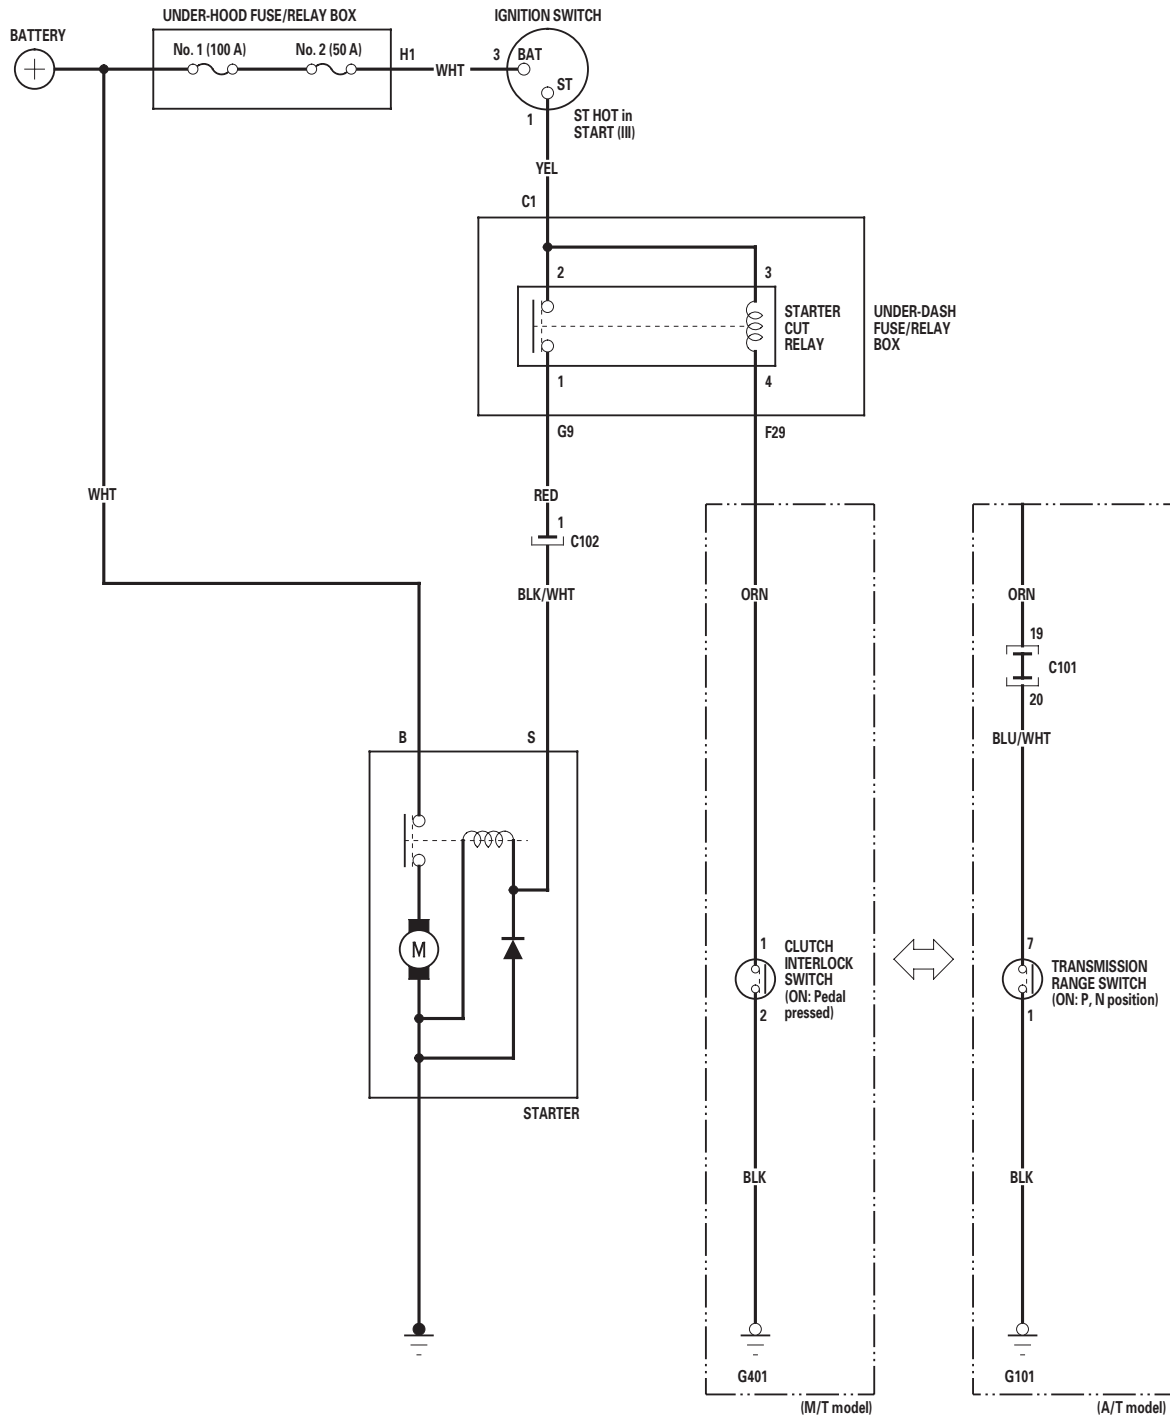 UNDER-HOOD FUSE/RELAY BOX
IGNITION SWITCH
BATTERY
No. 1 (100 A)
No. 2 (50 A)
H1
WHT
3
BAT
ST
1
ST HOT in
START (III)
YEL
C1
2
3
STARTER
CUT
RELAY
UNDER-DASH
FUSE/RELAY
BOX
1
4
G9
F29
WHT
RED
1
C102
BLK/WHT
ORN
ORN
19
C101
20
BLU/WHT
B
S
M
STARTER
1
CLUTCH
INTERLOCK
SWITCH
(ON: Pedal
pressed)
2
7
TRANSMISSION
RANGE SWITCH
(ON: P, N position)
1
BLK
BLK
G401
G101
(M/T model)
(A/T model)